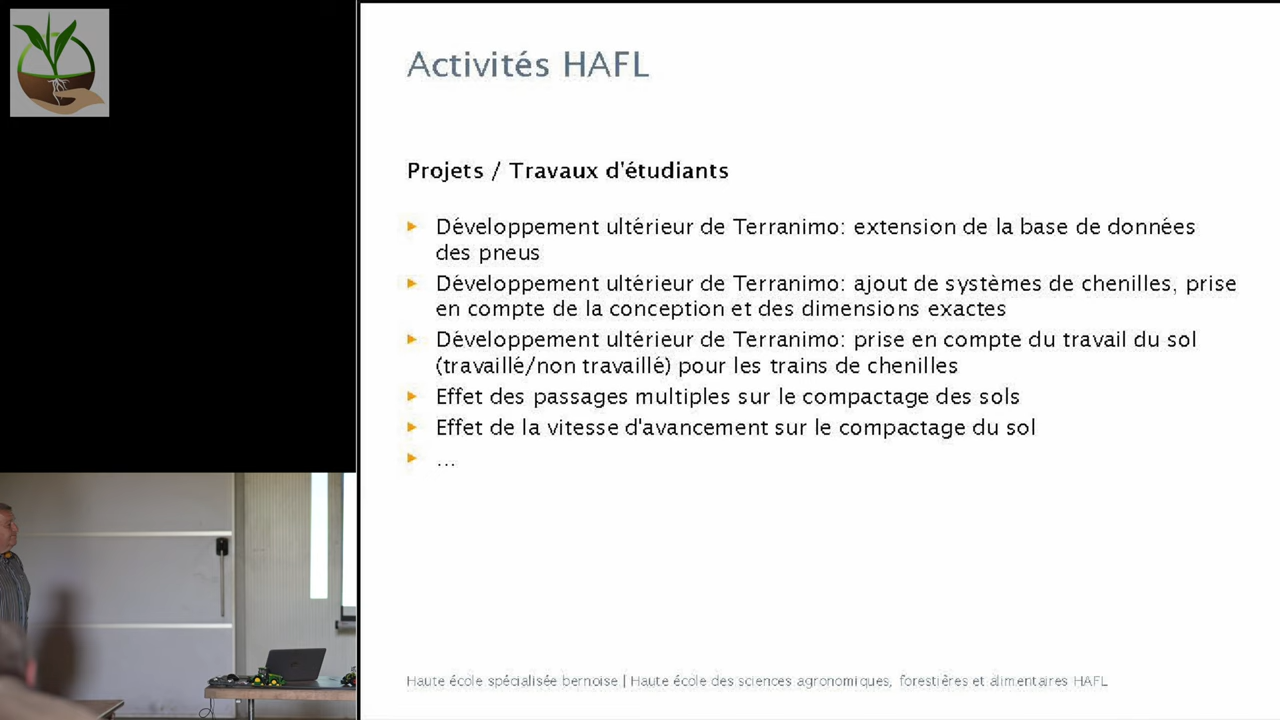 Activités HAFL
Projets / Travaux d'étudiants
Développement ultérieur de Terranimo: extension de la base de données
des pneus
Développement ultérieur de Terranimo: ajout de systèmes de chenilles, prise
en compte de la conception et des dimensions exactes
Développement ultérieur de Terranimo: prise en compte du travail du sol
(travaillé/non travaillé) pour les trains de chenilles
Effet des passages multiples sur le compactage des sols
Effet de la vitesse d'avancement sur le compactage du sol
...
Haute école spécialisée bernoise | Haute école des sciences agronomiques, forestières et alimentaires HAFL